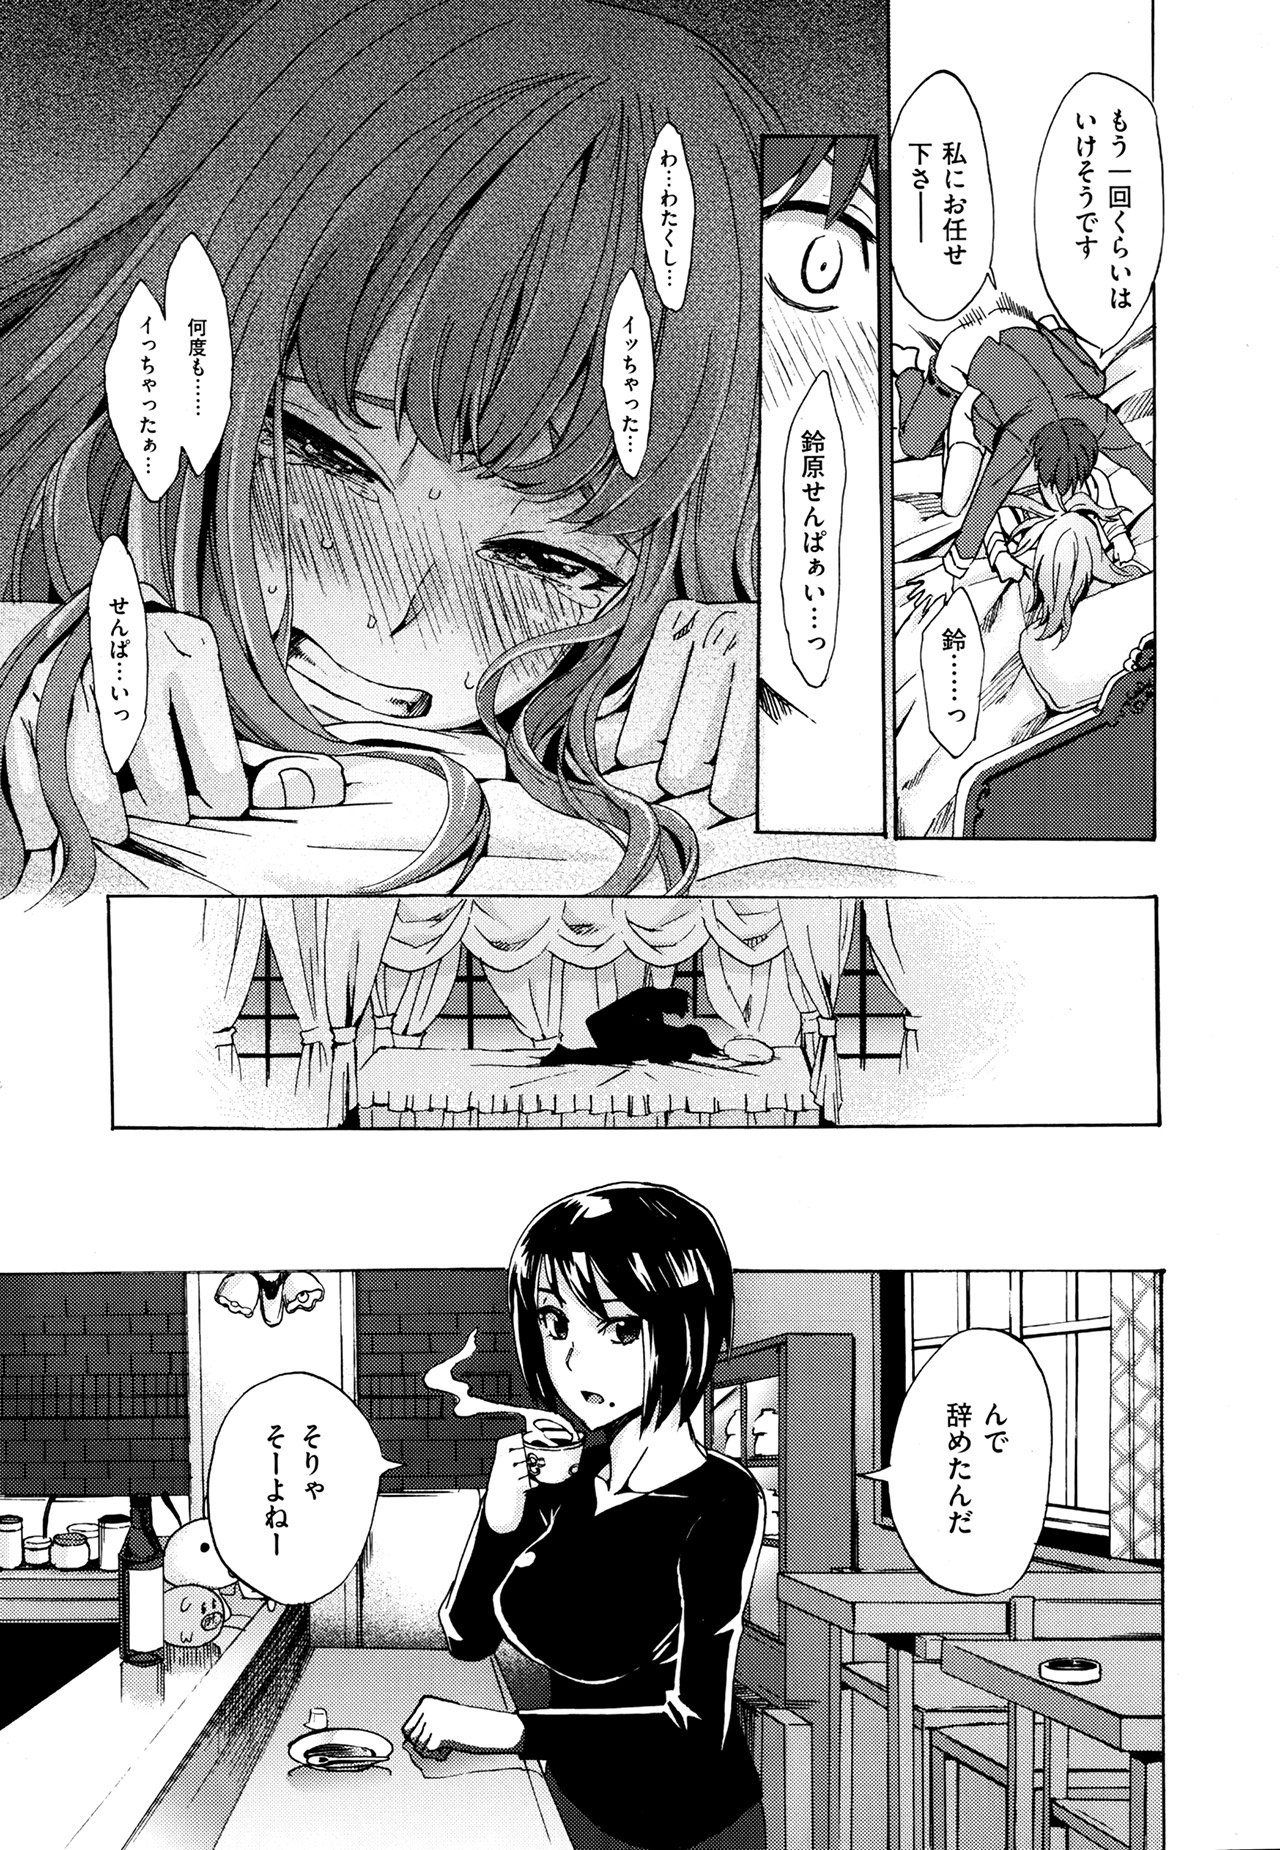 もう一回くらいは
いけそうです
私にお任せ
下さ――
鈴………っ
鈴原せんぱぁい…っ
わ…わたくし…
イッちゃった…
何度も……
イっちゃったぁ…
せんぱ…いっ
んで
辞めたんだ
そりゃ
そーよねー